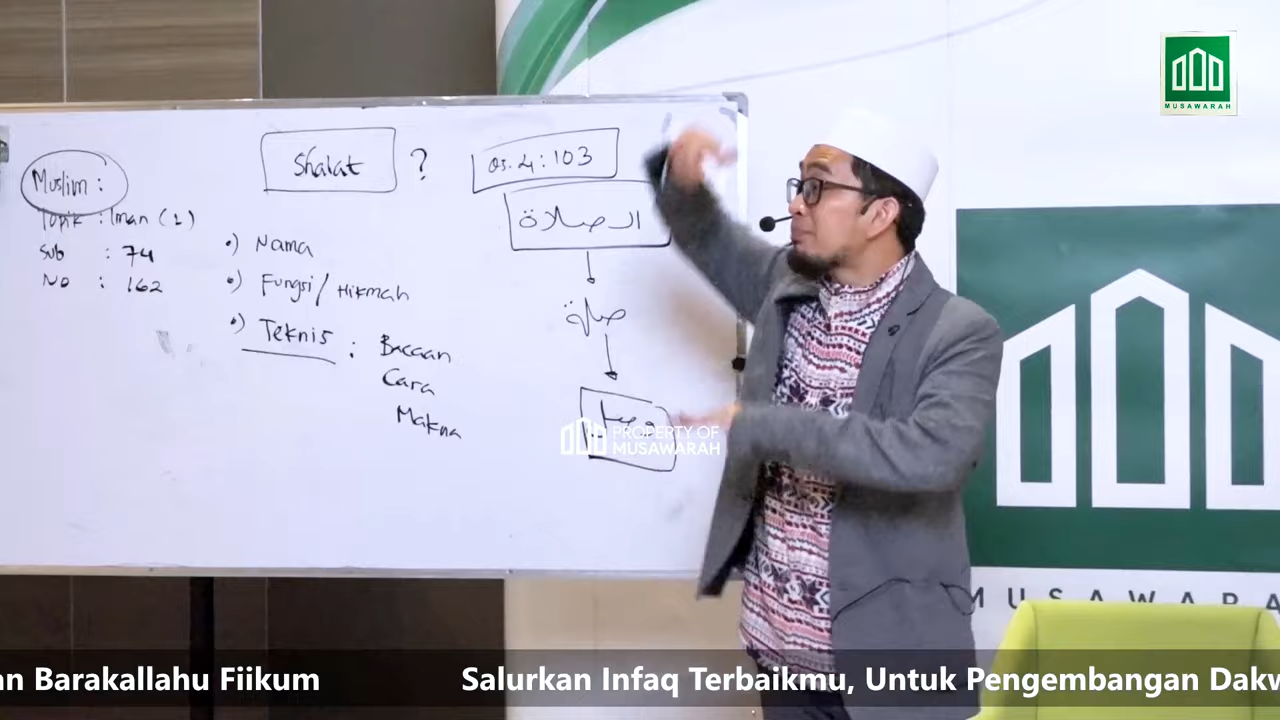 MUSAWARAH
Shalat ?
Qs. 4 : 103
Muslim :
Topik : Iman (1)
Sub : 74
No : 162
الصلاة
•) Nama
•) Fungsi/Hikmah
•) Teknis : Bacaan
Cara
Makna
صلة
وصل
PROPERTY OF
MUSAWARAH
MUSAWARA
an Barakallahu Fiikum Salurkan Infaq Terbaikmu, Untuk Pengembangan Dakw